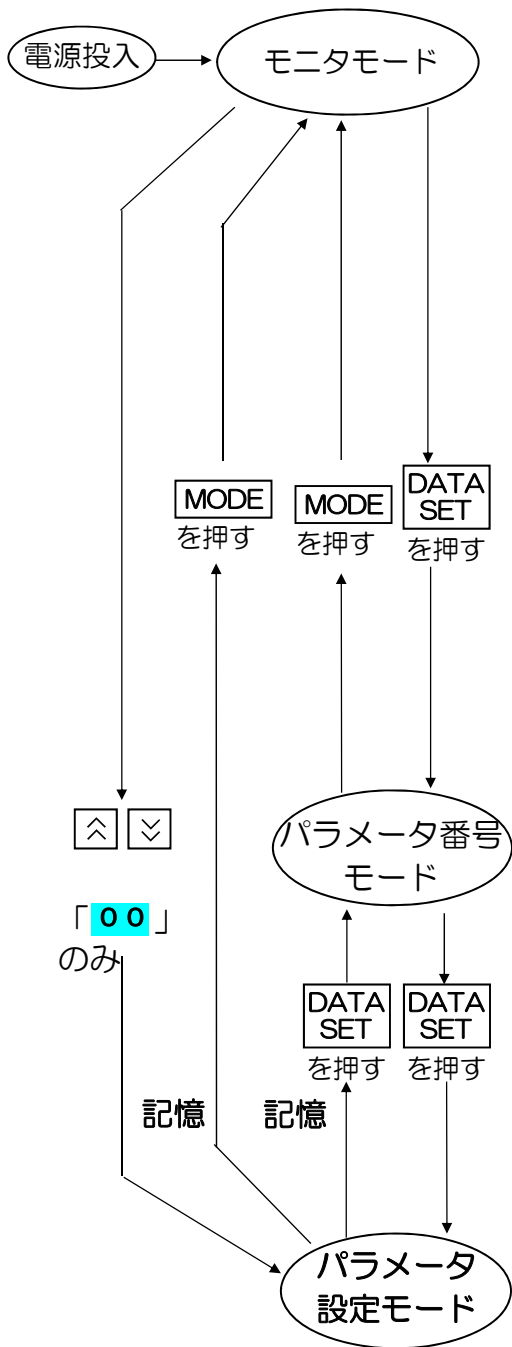 電源投入
モニタモード
MODE
を押す
MODE
を押す
DATA
SET
を押す
パラメータ番号
モード
「００」
のみ
DATA
SET
を押す
DATA
SET
を押す
記憶
記憶
パラメータ
設定モード